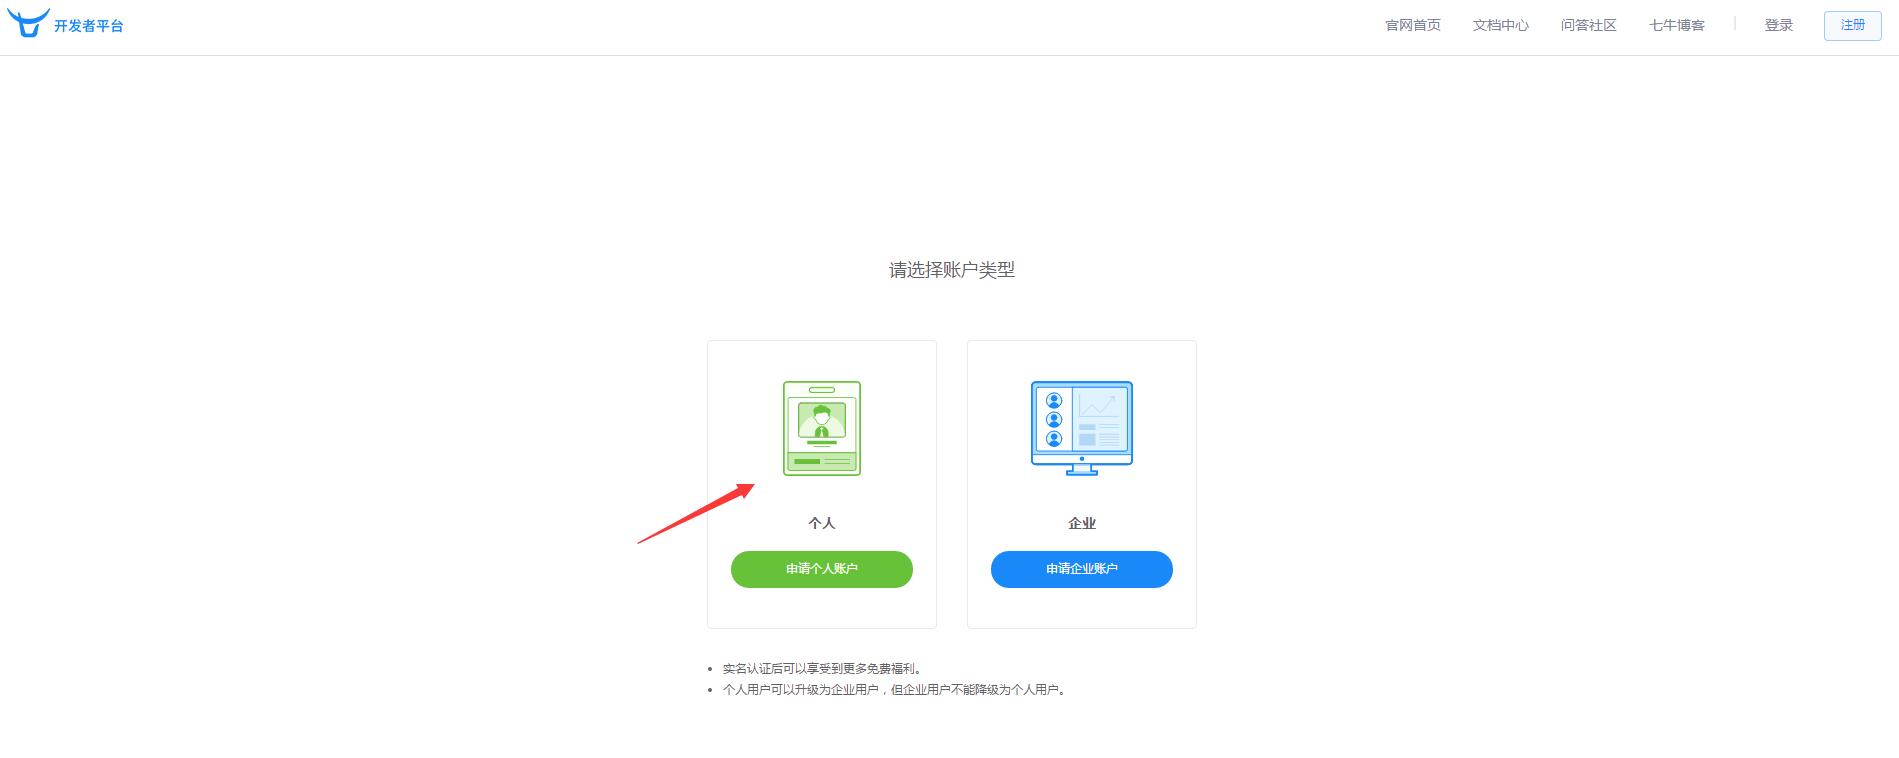 开发者平台
官网首页 文档中心 问答社区 七牛博客 | 登录 注册
请选择账户类型
个人 企业
申请个人账户 申请企业账户
• 实名认证后可以享受到更多免费福利。
• 个人用户可以升级为企业用户，但企业用户不能降级为个人用户。